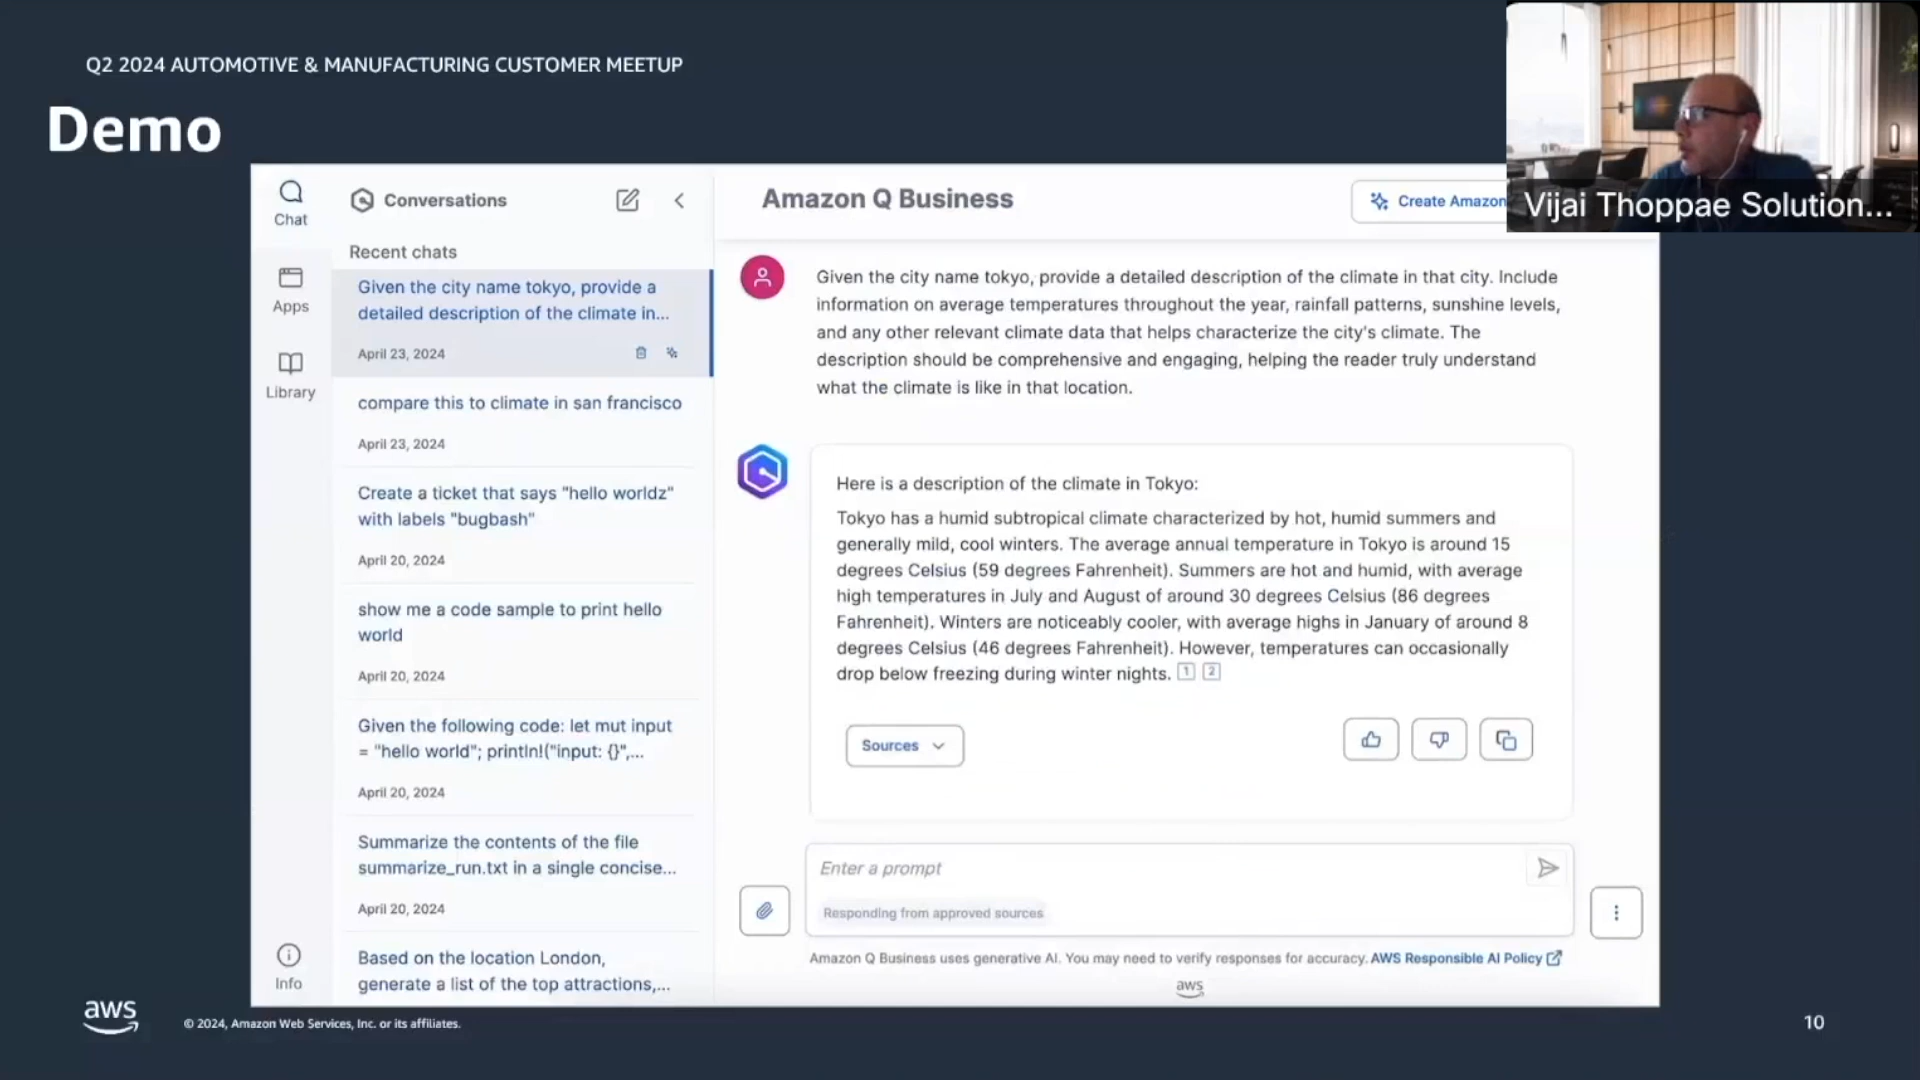 Q2 2024 AUTOMOTIVE & MANUFACTURING CUSTOMER MEETUP
Demo
Vijai Thoppae Solution...
Chat
Apps
Library
Info
Conversations
Recent chats
Given the city name tokyo, provide a
detailed description of the climate in...
April 23, 2024
compare this to climate in san francisco
April 23, 2024
Create a ticket that says "hello worldz"
with labels "bugbash"
April 20, 2024
show me a code sample to print hello
world
April 20, 2024
Given the following code: let mut input
= "hello world"; println!("input: {}",...
April 20, 2024
Summarize the contents of the file
summarize_run.txt in a single concise...
April 20, 2024
Based on the location London,
generate a list of the top attractions,...
Amazon Q Business
Create Amazon
Given the city name tokyo, provide a detailed description of the climate in that city. Include
information on average temperatures throughout the year, rainfall patterns, sunshine levels,
and any other relevant climate data that helps characterize the city's climate. The
description should be comprehensive and engaging, helping the reader truly understand
what the climate is like in that location.
Here is a description of the climate in Tokyo:
Tokyo has a humid subtropical climate characterized by hot, humid summers and
generally mild, cool winters. The average annual temperature in Tokyo is around 15
degrees Celsius (59 degrees Fahrenheit). Summers are hot and humid, with average
high temperatures in July and August of around 30 degrees Celsius (86 degrees
Fahrenheit). Winters are noticeably cooler, with average highs in January of around 8
degrees Celsius (46 degrees Fahrenheit). However, temperatures can occasionally
drop below freezing during winter nights. 1 2
Sources
Enter a prompt
Responding from approved sources
Amazon Q Business uses generative AI. You may need to verify responses for accuracy. AWS Responsible AI Policy
aws
aws
© 2024, Amazon Web Services, Inc. or its affiliates.
10